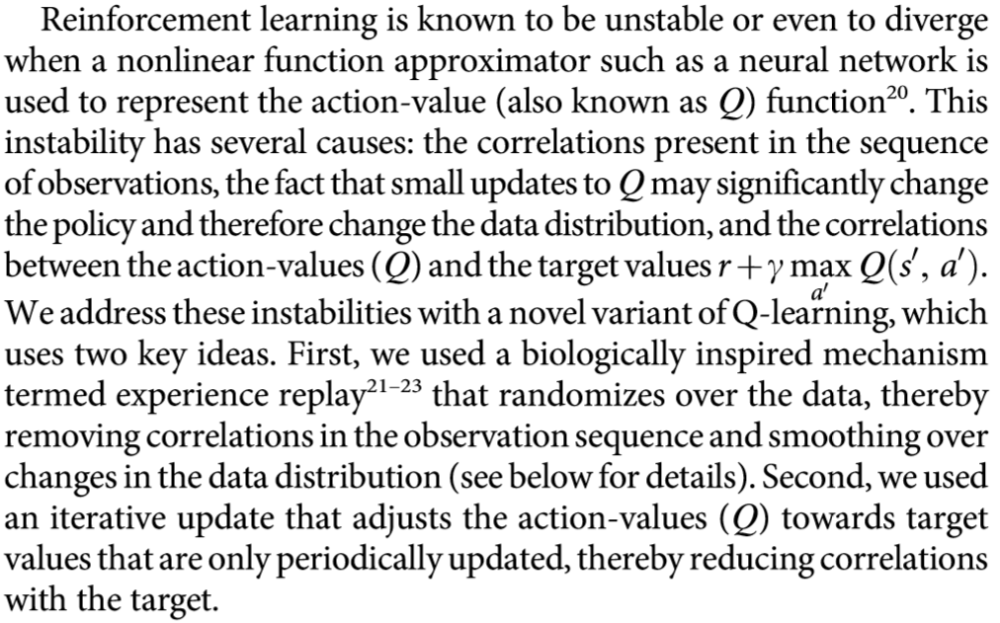 Reinforcement learning is known to be unstable or even to diverge
when a nonlinear function approximator such as a neural network is
used to represent the action-value (also known as Q) function²⁰. This
instability has several causes: the correlations present in the sequence
of observations, the fact that small updates to Q may significantly change
the policy and therefore change the data distribution, and the correlations
between the action-values (Q) and the target values r + γ max Q(s′, a′).
a′
We address these instabilities with a novel variant of Q-learning, which
uses two key ideas. First, we used a biologically inspired mechanism
termed experience replay²¹⁻²³ that randomizes over the data, thereby
removing correlations in the observation sequence and smoothing over
changes in the data distribution (see below for details). Second, we used
an iterative update that adjusts the action-values (Q) towards target
values that are only periodically updated, thereby reducing correlations
with the target.